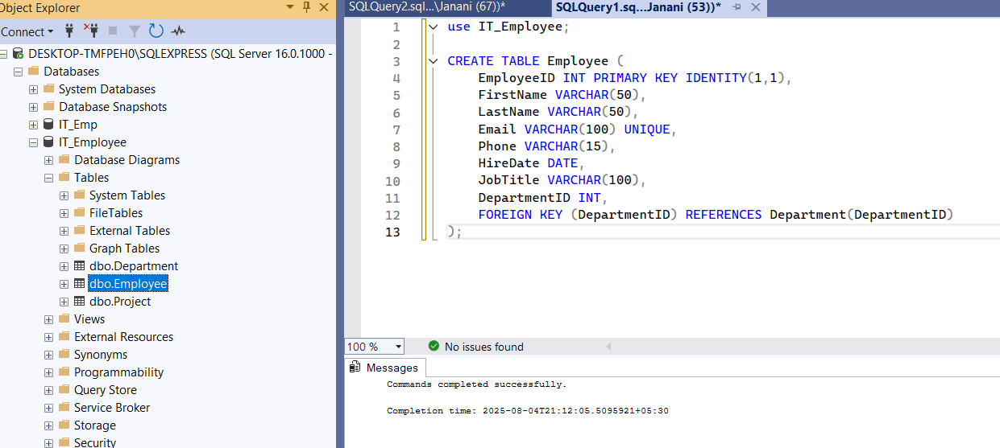 Object Explorer
Connect
DESKTOP-TMFPEH0\SQLEXPRESS (SQL Server 16.0.1000 -
Databases
System Databases
Database Snapshots
IT_Emp
IT_Employee
Database Diagrams
Tables
System Tables
FileTables
External Tables
Graph Tables
dbo.Department
dbo.Employee
dbo.Project
Views
External Resources
Synonyms
Programmability
Query Store
Service Broker
Storage
Security
SQLQuery2.sql...\Janani (67))*
SQLQuery1.sq...Janani (53))*
1 use IT_Employee;
2
3 CREATE TABLE Employee (
4 EmployeeID INT PRIMARY KEY IDENTITY(1,1),
5 FirstName VARCHAR(50),
6 LastName VARCHAR(50),
7 Email VARCHAR(100) UNIQUE,
8 Phone VARCHAR(15),
9 HireDate DATE,
10 JobTitle VARCHAR(100),
11 DepartmentID INT,
12 FOREIGN KEY (DepartmentID) REFERENCES Department(DepartmentID)
13 );
100 %
No issues found
Messages
Commands completed successfully.
Completion time: 2025-08-04T21:12:05.5095921+05:30